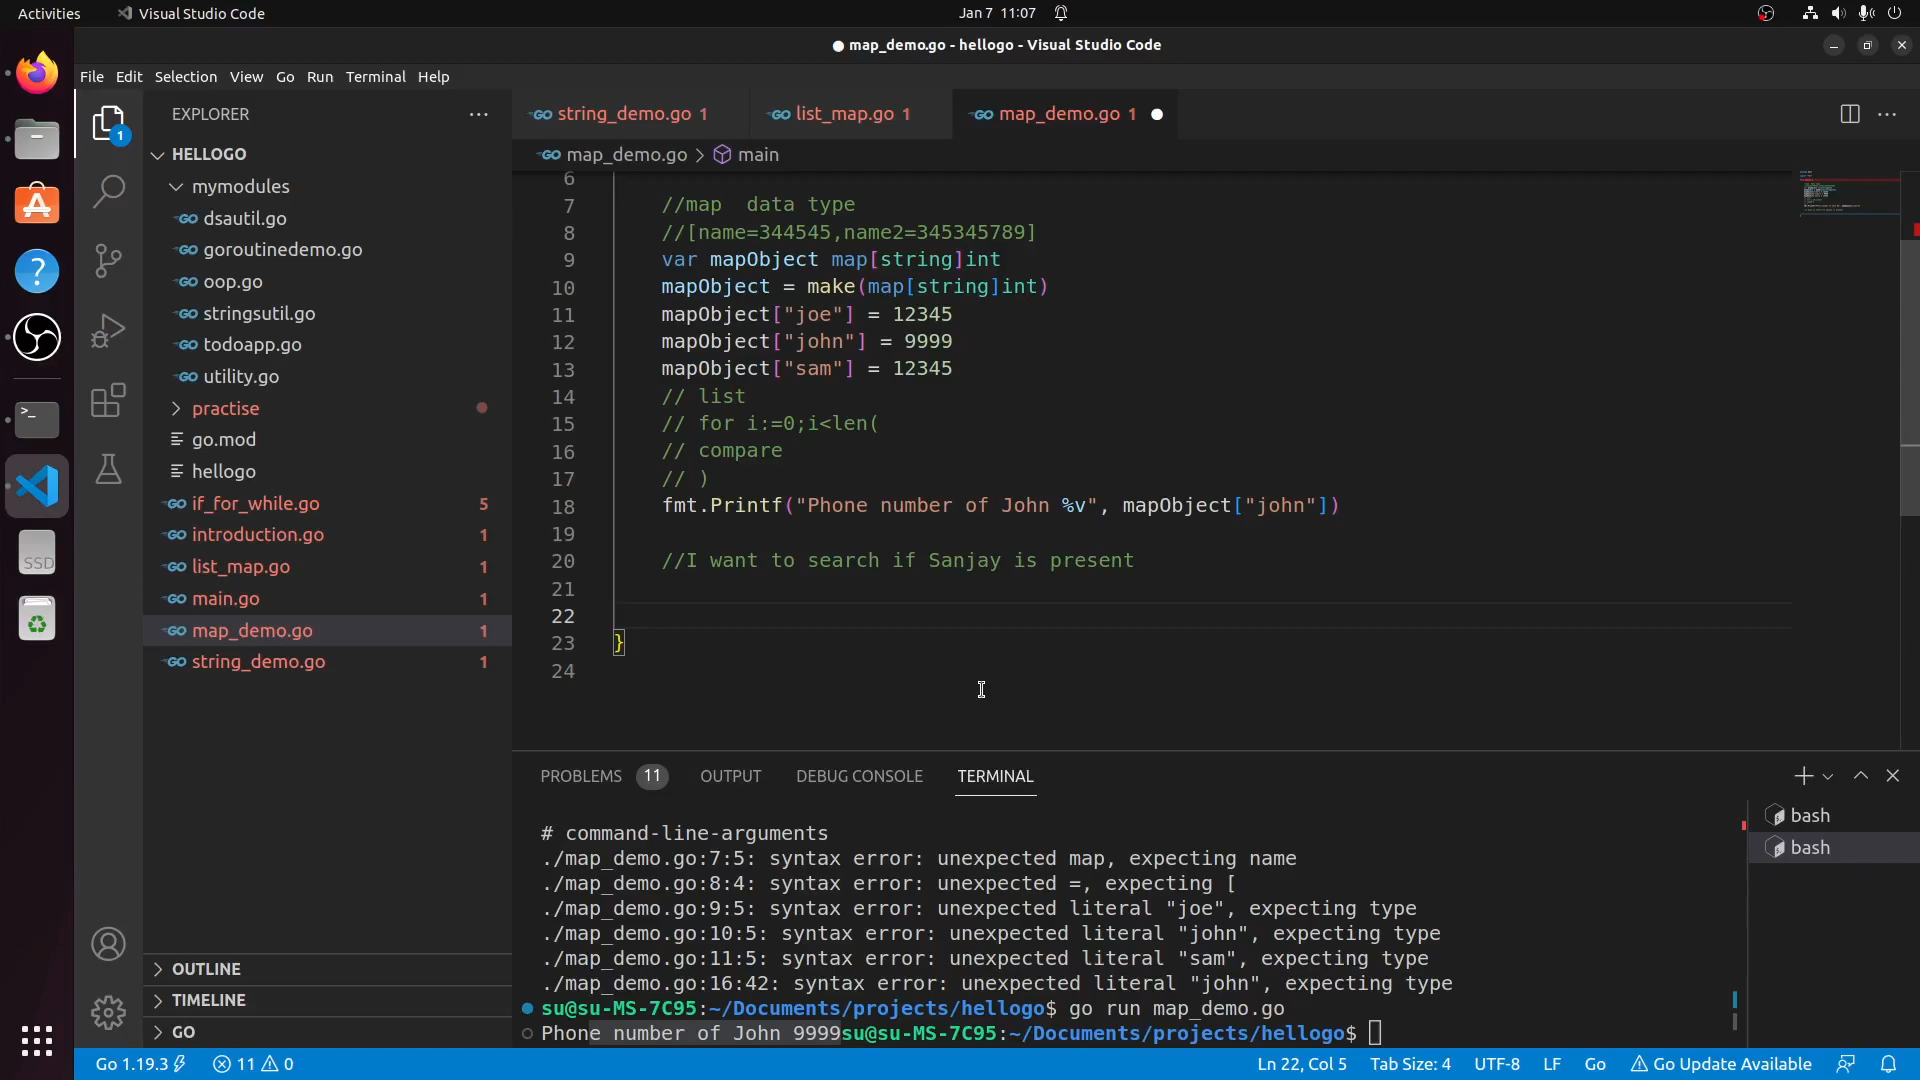 Activities
Visual Studio Code
Jan 7 11:07
map_demo.go - hellogo - Visual Studio Code
File Edit Selection View Go Run Terminal Help
EXPLORER
HELLOGO
mymodules
dsautil.go
goroutinedemo.go
oop.go
stringsutil.go
todoapp.go
utility.go
practise
go.mod
hellogo
if_for_while.go 5
introduction.go 1
list_map.go 1
main.go 1
map_demo.go 1
string_demo.go 1
OUTLINE
TIMELINE
GO
string_demo.go 1
list_map.go 1
map_demo.go 1
map_demo.go > main
6
7 //map  data type
8 //[name=344545,name2=345345789]
9 var mapObject map[string]int
10 mapObject = make(map[string]int)
11 mapObject["joe"] = 12345
12 mapObject["john"] = 9999
13 mapObject["sam"] = 12345
14 // list
15 // for i:=0;i<len(
16 // compare
17 // )
18 fmt.Printf("Phone number of John %v", mapObject["john"])
19
20 //I want to search if Sanjay is present
21
22
23 }
24
PROBLEMS 11 OUTPUT DEBUG CONSOLE TERMINAL
bash
bash
# command-line-arguments
./map_demo.go:7:5: syntax error: unexpected map, expecting name
./map_demo.go:8:4: syntax error: unexpected =, expecting [
./map_demo.go:9:5: syntax error: unexpected literal "joe", expecting type
./map_demo.go:10:5: syntax error: unexpected literal "john", expecting type
./map_demo.go:11:5: syntax error: unexpected literal "sam", expecting type
./map_demo.go:16:42: syntax error: unexpected literal "john", expecting type
su@su-MS-7C95:~/Documents/projects/hellogo$ go run map_demo.go
Phone number of John 9999su@su-MS-7C95:~/Documents/projects/hellogo$
1
SSD
Go 1.19.3 11 0 Ln 22, Col 5 Tab Size: 4 UTF-8 LF Go Go Update Available